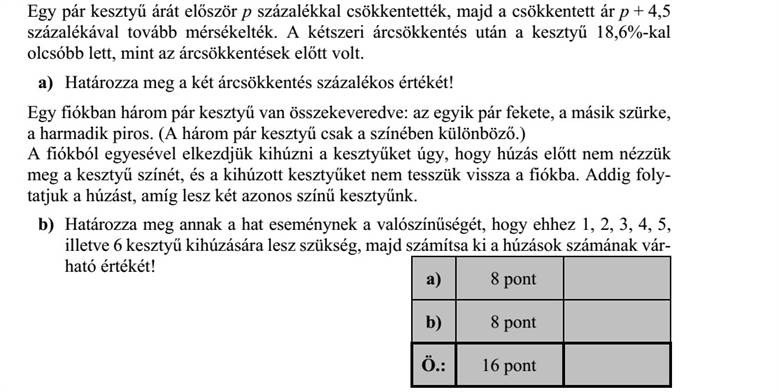 Egy pár kesztyű árát először p százalékkal csökkentették, majd a csökkentett ár p + 4,5
százalékával tovább mérsékelték. A kétszeri árcsökkentés után a kesztyű 18,6%-kal
olcsóbb lett, mint az árcsökkentések előtt volt.
a) Határozza meg a két árcsökkentés százalékos értékét!
Egy fiókban három pár kesztyű van összekeveredve: az egyik pár fekete, a másik szürke,
a harmadik piros. (A három pár kesztyű csak a színében különböző.)
A fiókból egyesével elkezdjük kihúzni a kesztyűket úgy, hogy húzás előtt nem nézzük
meg a kesztyű színét, és a kihúzott kesztyűket nem tesszük vissza a fiókba. Addig foly-
tatjuk a húzást, amíg lesz két azonos színű kesztyűnk.
b) Határozza meg annak a hat eseménynek a valószínűségét, hogy ehhez 1, 2, 3, 4, 5,
illetve 6 kesztyű kihúzására lesz szükség, majd számítsa ki a húzások számának vár-
ható értékét!
a) 8 pont
b) 8 pont
Ö.: 16 pont